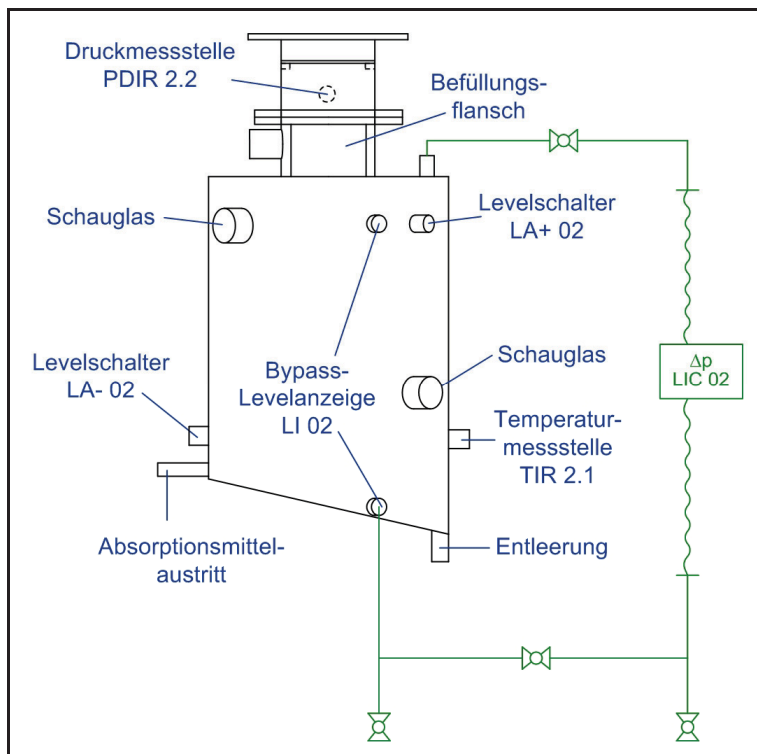 Druckmessstelle
PDIR 2.2
Befüllungs-
flansch
Schauglas
Levelschalter
LA+ 02
Levelschalter
LA- 02
Bypass-
Levelanzeige
LI 02
Schauglas
Δp
LIC 02
Temperatur-
messstelle
TIR 2.1
Absorptionsmittel-
austritt
Entleerung